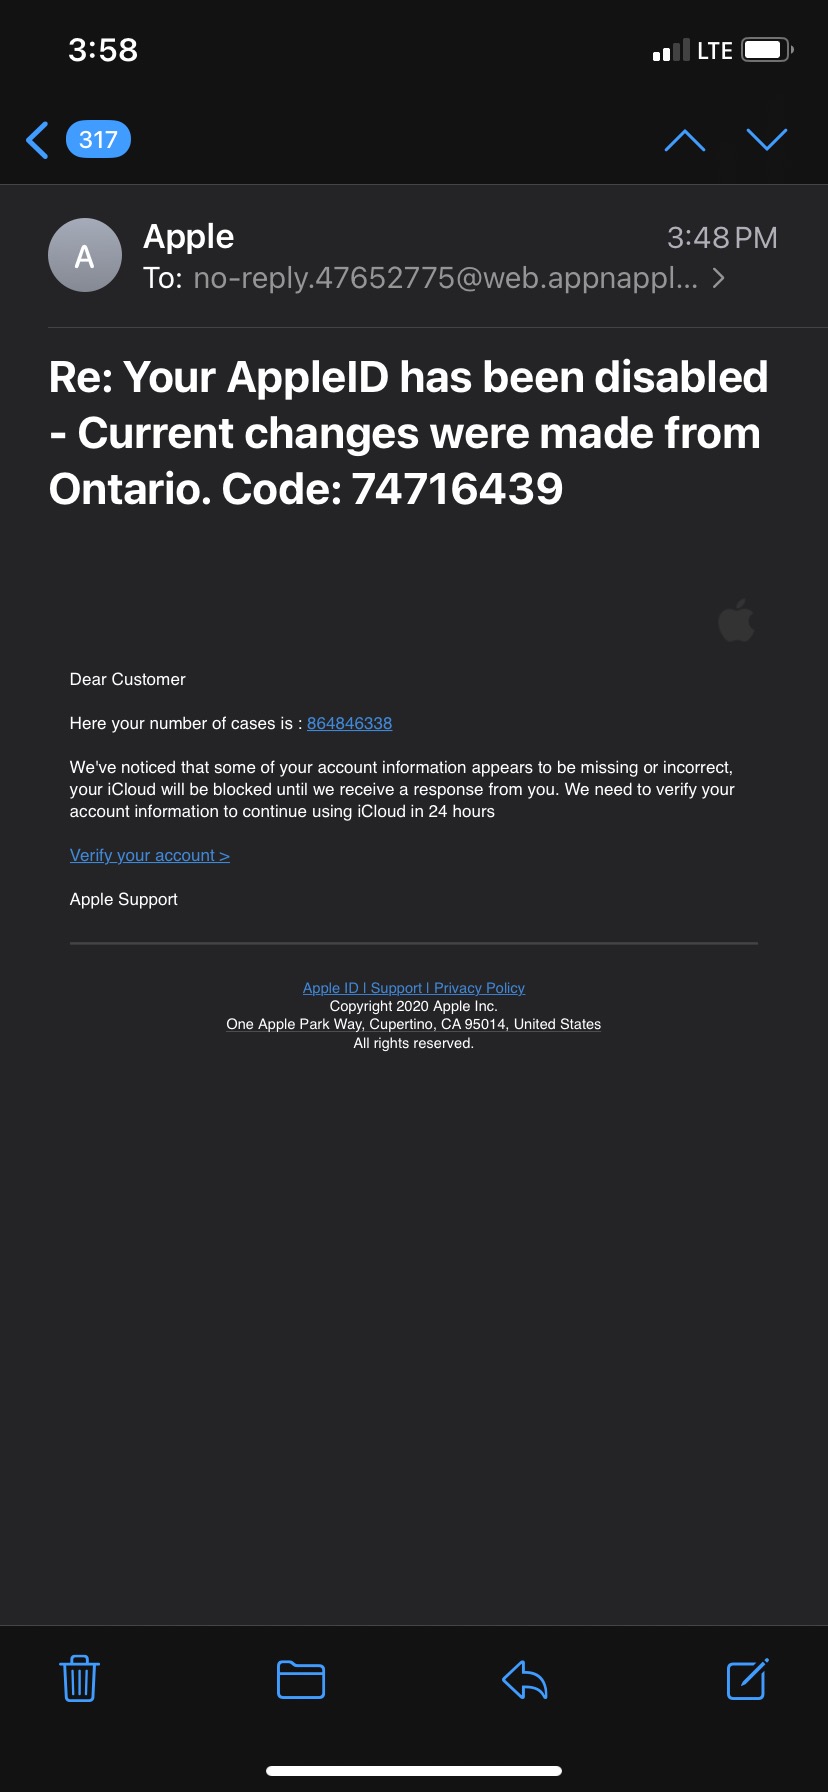 3:58
LTE
317
A
Apple
3:48 PM
To: no-reply.47652775@web.appnappl...
Re: Your AppleID has been disabled
- Current changes were made from
Ontario. Code: 74716439
Dear Customer
Here your number of cases is : 864846338
We've noticed that some of your account information appears to be missing or incorrect,
your iCloud will be blocked until we receive a response from you. We need to verify your
account information to continue using iCloud in 24 hours
Verify your account >
Apple Support
Apple ID | Support | Privacy Policy
Copyright 2020 Apple Inc.
One Apple Park Way, Cupertino, CA 95014, United States
All rights reserved.